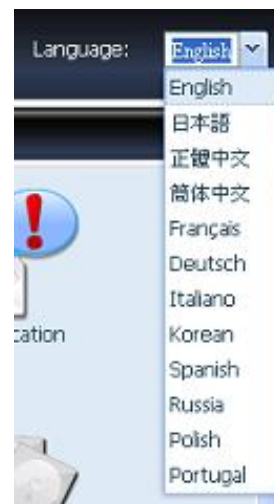 Language: English
English
日本語
正體中文
简体中文
Français
Deutsch
Italiano
Korean
Spanish
Russia
Polish
Portugal
cation